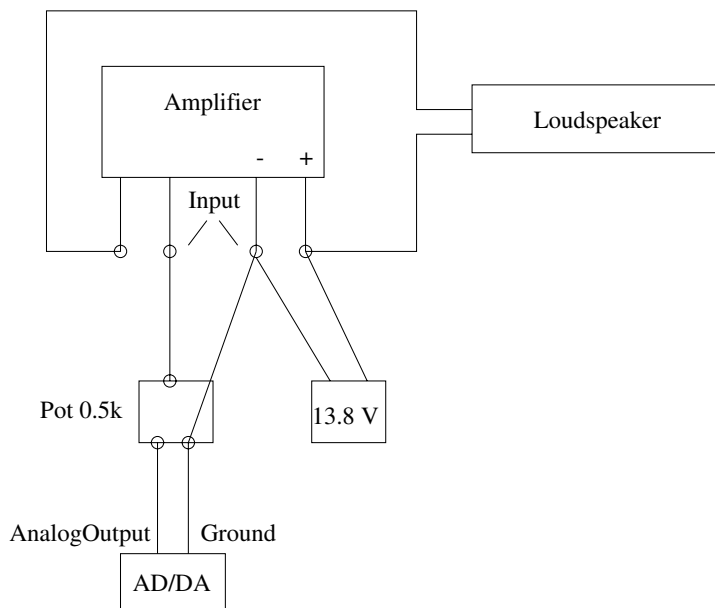 Amplifier
Loudspeaker
- +
Input
Pot 0.5k
13.8 V
AnalogOutput
Ground
AD/DA